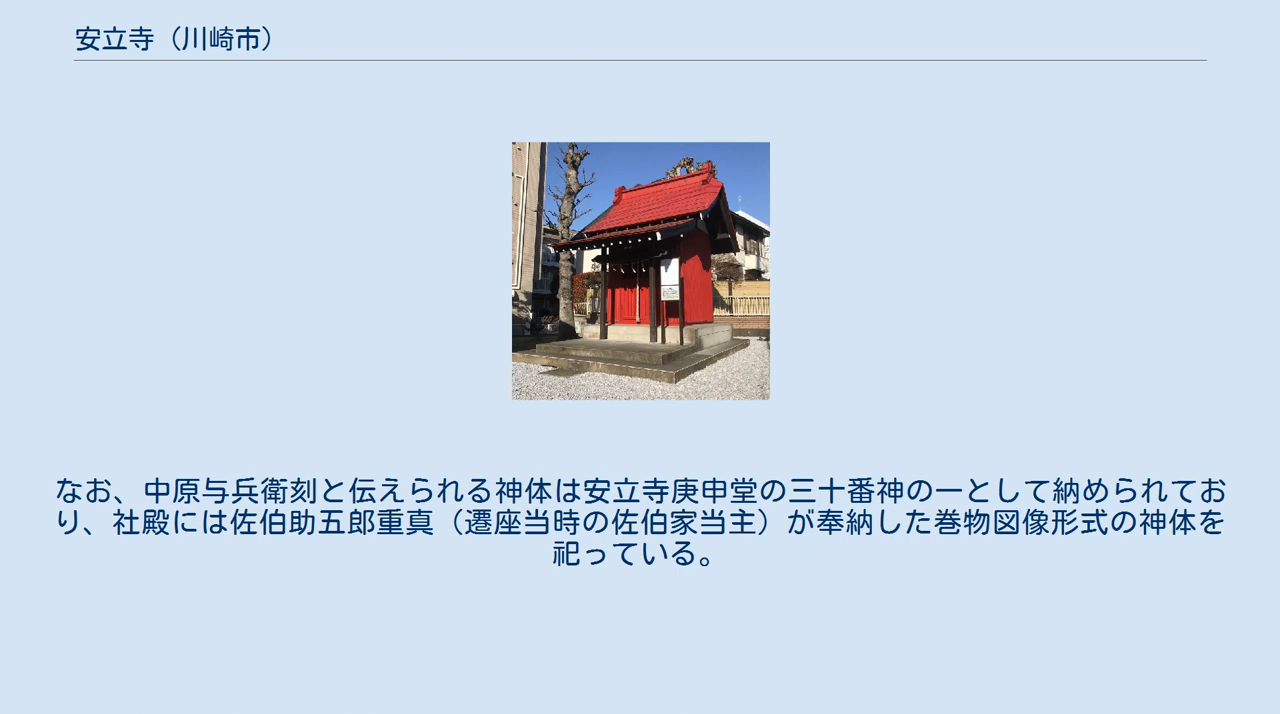 安立寺（川崎市）
なお、中原与兵衛刻と伝えられる神体は安立寺庚申堂の三十番神の一として納められてお
り、社殿には佐伯助五郎重真（遷座当時の佐伯家当主）が奉納した巻物図像形式の神体を
祀っている。